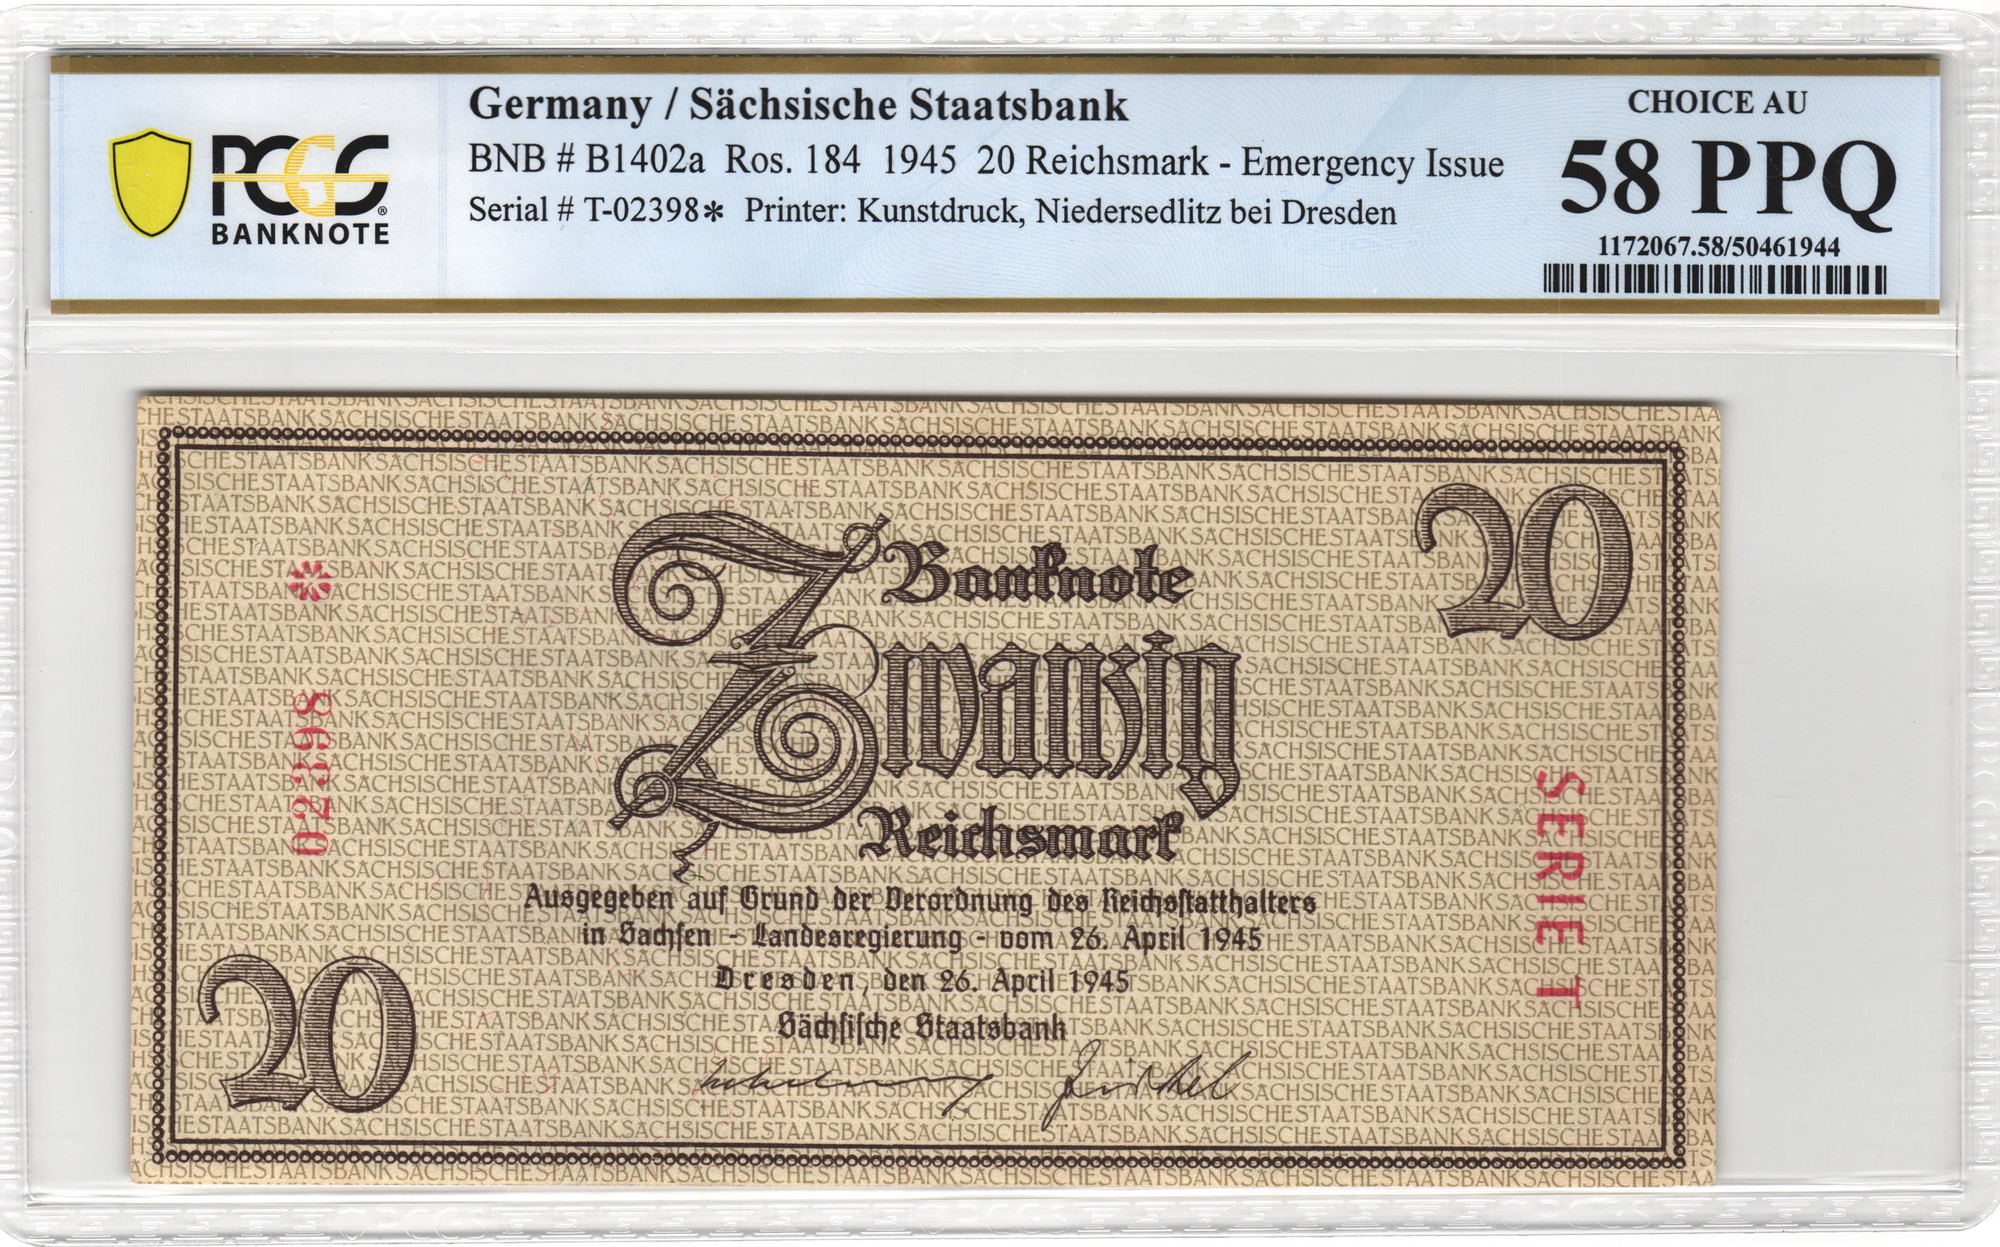 PCGS
BANKNOTE
Germany / Sächsische Staatsbank
BNB # B1402a Ros. 184 1945 20 Reichsmark - Emergency Issue
Serial # T-02398* Printer: Kunstdruck, Niedersedlitz bei Dresden
CHOICE AU
58 PPQ
1172067.58/50461944
SÄCHSISCHE STAATSBANK
20
Banknote
Zwanzig
Reichsmark
*
02398
SERIE T
Ausgegeben auf Grund der Verordnung des Reichsstatthalters
in Sachsen - Landesregierung - vom 26. April 1945
Dresden, den 26. April 1945
Sächsische Staatsbank
20